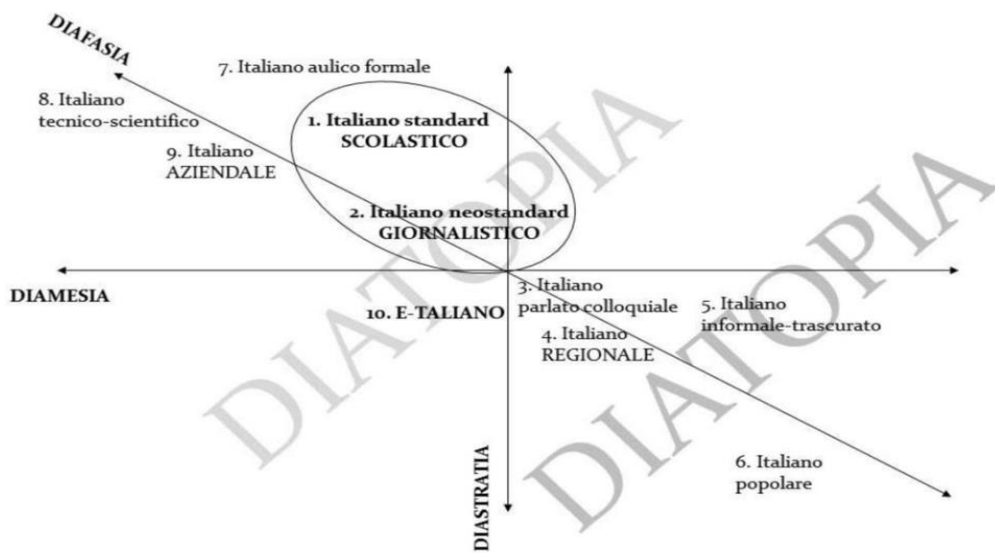 DIAFASIA
7. Italiano aulico formale
8. Italiano
tecnico-scientifico
1. Italiano standard
SCOLASTICO
9. Italiano
AZIENDALE
2. Italiano neostandard
GIORNALISTICO
DIATOPIA
DIATOPIA
DIAMESIA
3. Italiano
parlato colloquiale
10. E-TALIANO
5. Italiano
informale-trascurato
4. Italiano
REGIONALE
6. Italiano
popolare
DIASTRATIA